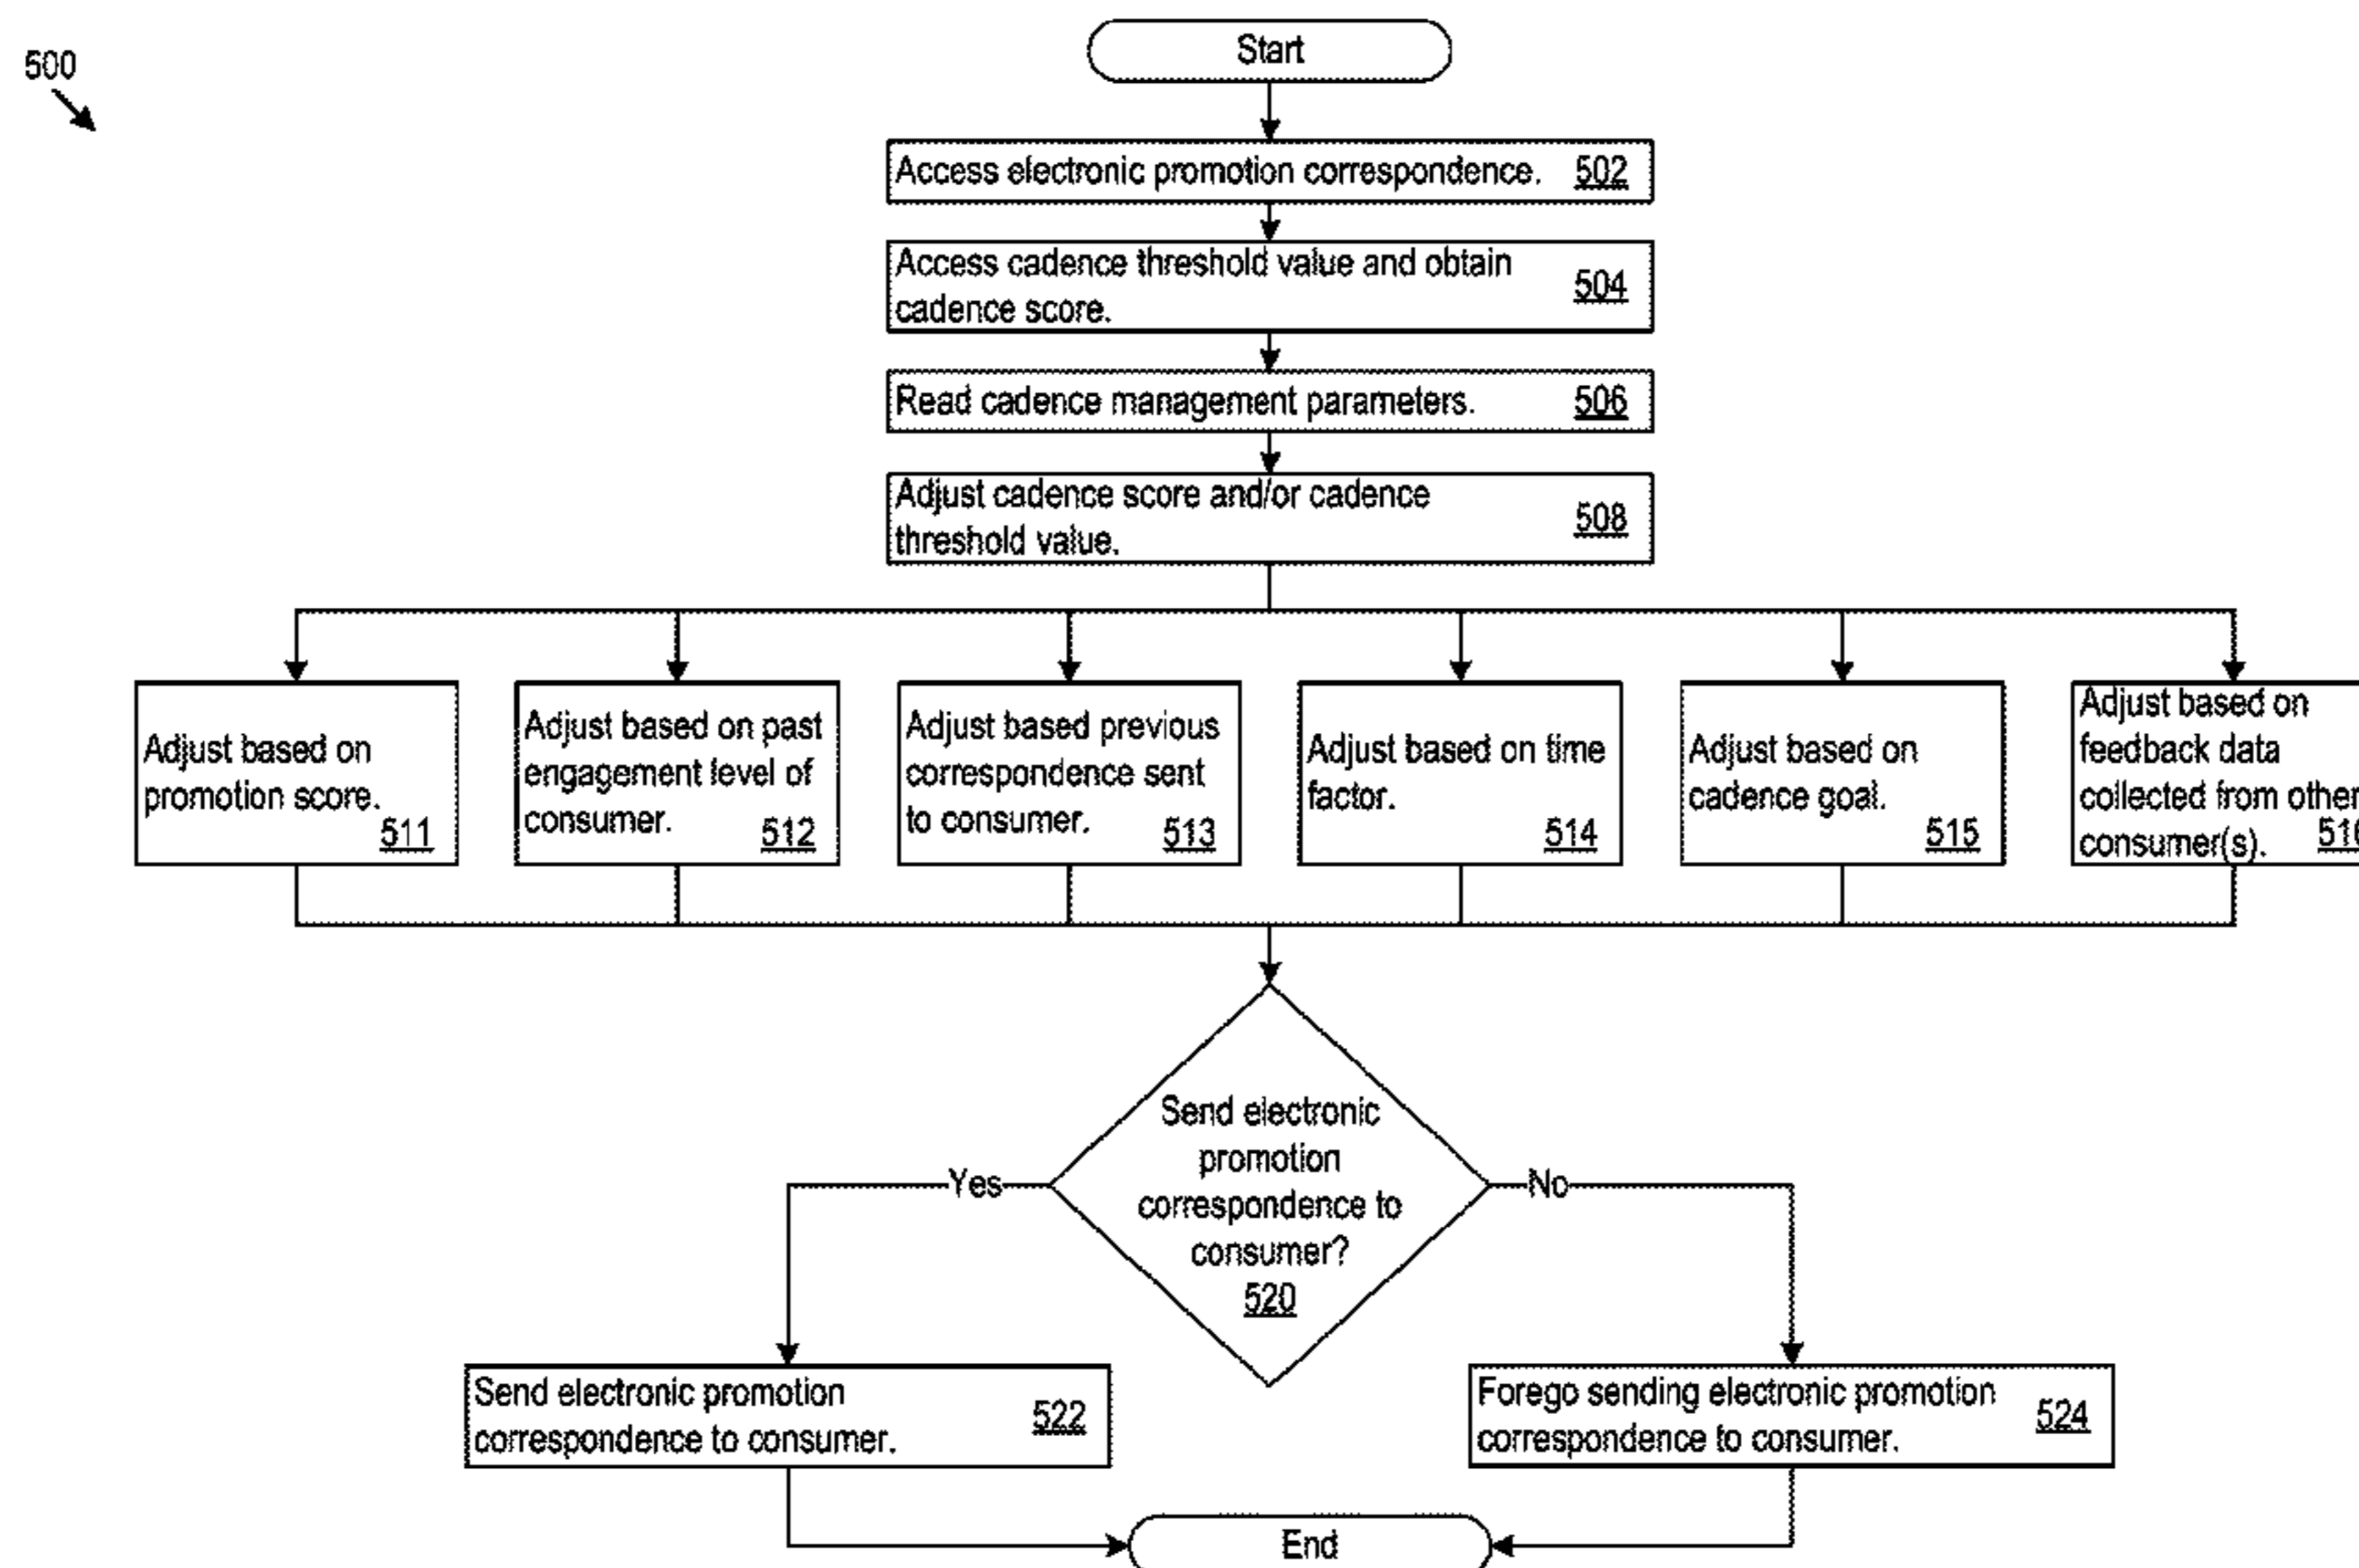 500
Start
Access electronic promotion correspondence. 502
Access cadence threshold value and obtain
cadence score.
504
Read cadence management parameters. 506
Adjust cadence score and/or cadence
threshold value.
508
Adjust based on
promotion score.
511
Adjust based on past
engagement level of
consumer.
512
Adjust based previous
correspondence sent
to consumer.
513
Adjust based on time
factor.
514
Adjust based on
cadence goal.
515
Adjust based on
feedback data
collected from other
consumer(s).
516
Send electronic
promotion
correspondence to
consumer?
520
Yes
No
Send electronic promotion
correspondence to consumer.
522
Forego sending electronic promotion
correspondence to consumer.
524
End